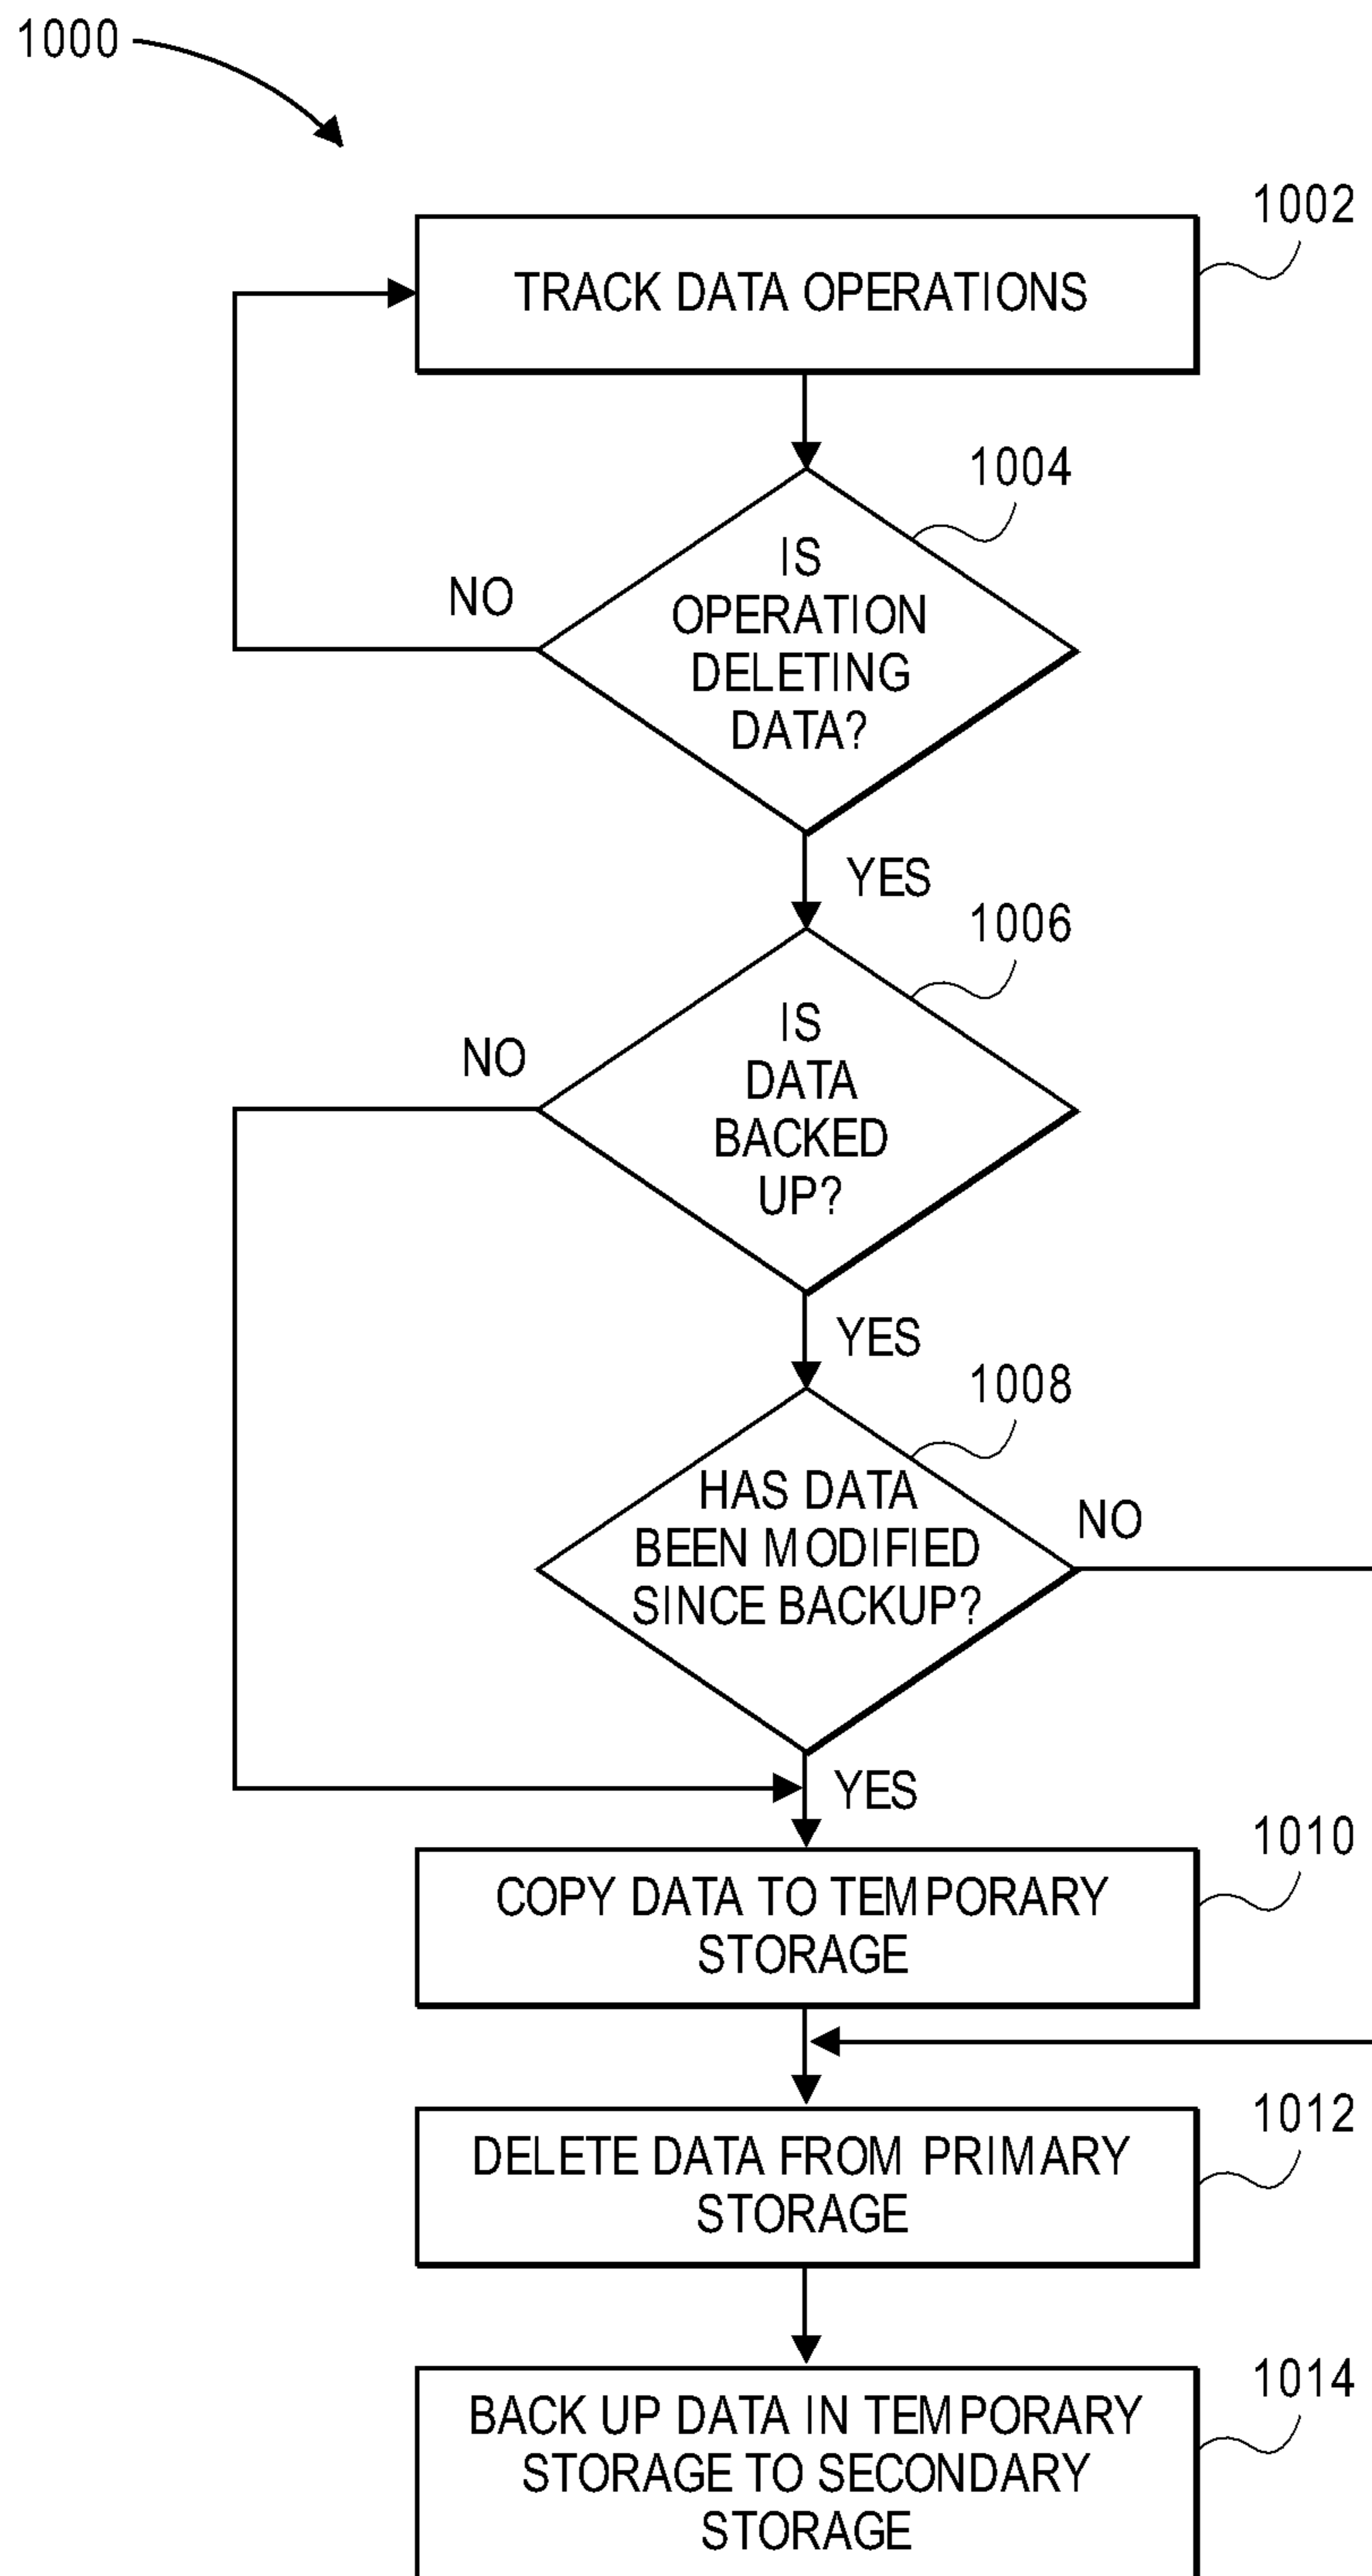 1000
1002
TRACK DATA OPERATIONS
1004
IS
OPERATION
DELETING
DATA?
NO
YES
1006
IS
DATA
BACKED
UP?
NO
YES
1008
HAS DATA
BEEN MODIFIED
SINCE BACKUP?
NO
YES
1010
COPY DATA TO TEMPORARY
STORAGE
1012
DELETE DATA FROM PRIMARY
STORAGE
1014
BACK UP DATA IN TEMPORARY
STORAGE TO SECONDARY
STORAGE